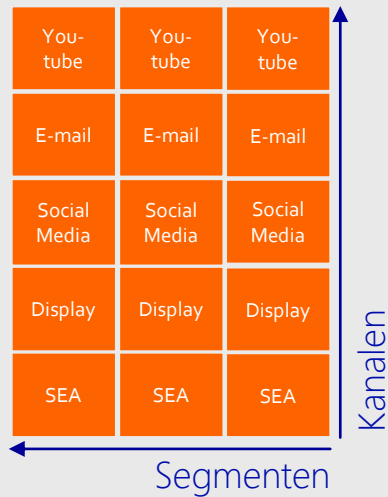 You- You- You-
tube tube tube
E-mail E-mail E-mail
Social Social Social
Media Media Media
Display Display Display
SEA SEA SEA
Kanalen
Segmenten